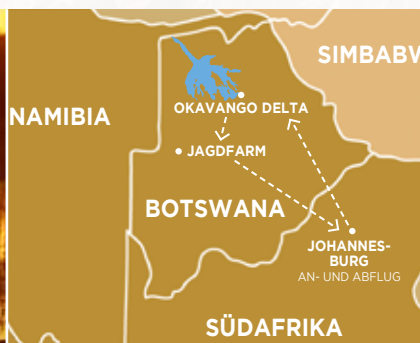 SIMBABW
OKAVANGO DELTA
NAMIBIA
JAGDFARM
BOTSWANA
JOHANNES-
BURG
AN- UND ABFLUG
SÜDAFRIKA